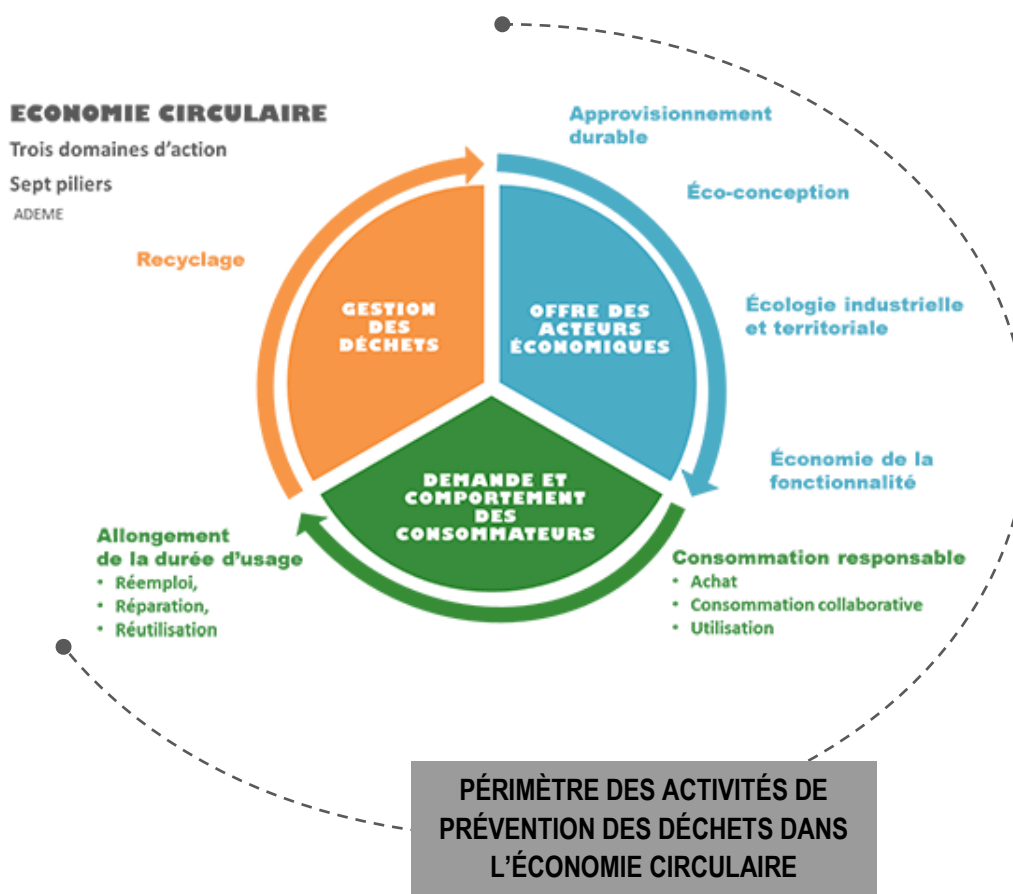 ECONOMIE CIRCULAIRE
Trois domaines d'action
Sept piliers
ADEME
Approvisionnement
durable
Éco-conception
Écologie industrielle
et territoriale
Économie de la
fonctionnalité
Recyclage
GESTION
DES
DÉCHETS
OFFRE DES
ACTEURS
ÉCONOMIQUES
DEMANDE ET
COMPORTEMENT
DES
CONSOMMATEURS
Allongement
de la durée d'usage
• Réemploi,
• Réparation,
• Réutilisation
Consommation responsable
• Achat
• Consommation collaborative
• Utilisation
PÉRIMÈTRE DES ACTIVITÉS DE
PRÉVENTION DES DÉCHETS DANS
L'ÉCONOMIE CIRCULAIRE